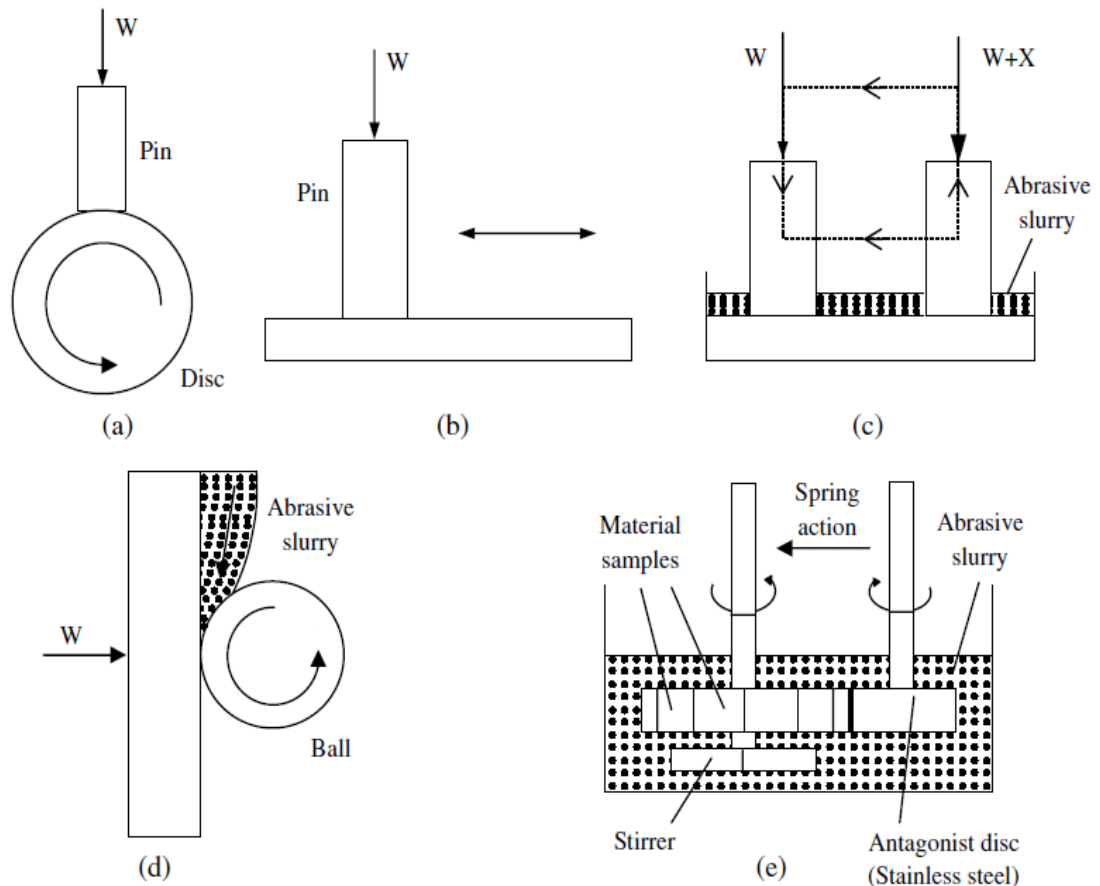 W
Pin
Disc
(a)
W
Pin
(b)
W
W+X
Abrasive
slurry
(c)
Abrasive
slurry
W
Ball
(d)
Material
samples
Spring
action
Abrasive
slurry
Stirrer
Antagonist disc
(Stainless steel)
(e)